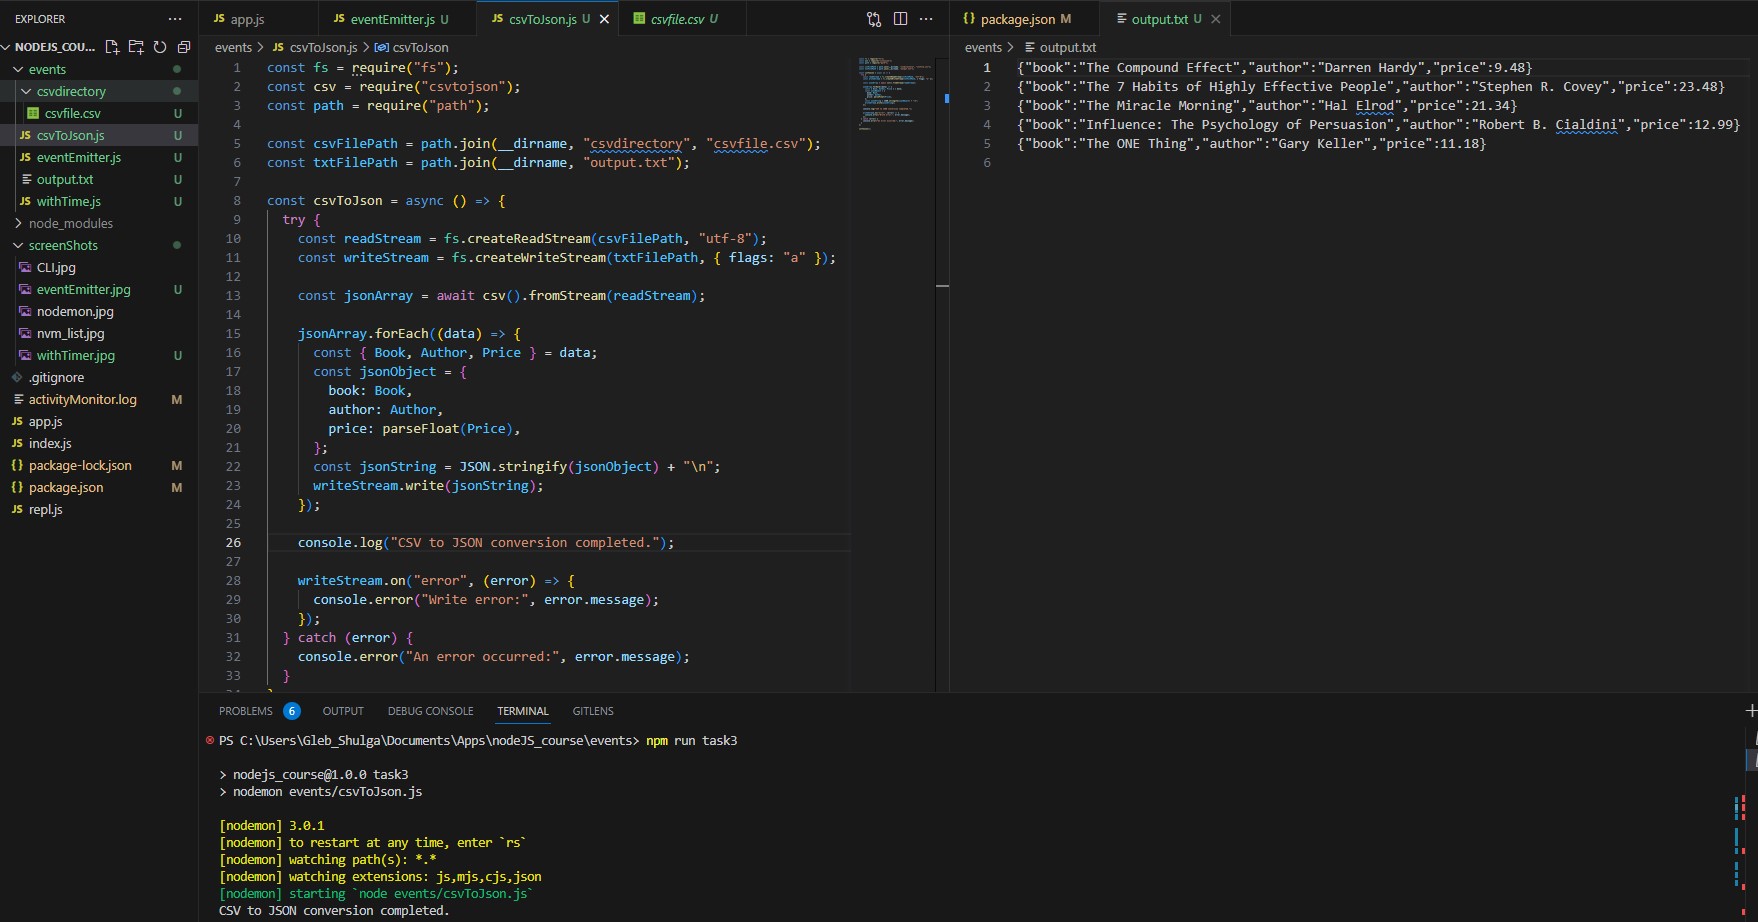 EXPLORER
NODEJS_COU...
events
csvdirectory
csvfile.csv U
JS csvToJson.js U
JS eventEmitter.js U
output.txt U
JS withTime.js U
node_modules
screenShots
CLI.jpg
eventEmitter.jpg U
nodemon.jpg
nvm_list.jpg
withTimer.jpg U
.gitignore
activityMonitor.log M
JS app.js
JS index.js
{} package-lock.json M
{} package.json M
JS repl.js
JS app.js
JS eventEmitter.js U
JS csvToJson.js U
csvfile.csv U
events > JS csvToJson.js > csvToJson
1 const fs = require("fs");
2 const csv = require("csvtojson");
3 const path = require("path");
4
5 const csvFilePath = path.join(__dirname, "csvdirectory", "csvfile.csv");
6 const txtFilePath = path.join(__dirname, "output.txt");
7
8 const csvToJson = async () => {
9 try {
10 const readStream = fs.createReadStream(csvFilePath, "utf-8");
11 const writeStream = fs.createWriteStream(txtFilePath, { flags: "a" });
12
13 const jsonArray = await csv().fromStream(readStream);
14
15 jsonArray.forEach((data) => {
16 const { Book, Author, Price } = data;
17 const jsonObject = {
18 book: Book,
19 author: Author,
20 price: parseFloat(Price),
21 };
22 const jsonString = JSON.stringify(jsonObject) + "\n";
23 writeStream.write(jsonString);
24 });
25
26 console.log("CSV to JSON conversion completed.");
27
28 writeStream.on("error", (error) => {
29 console.error("Write error:", error.message);
30 });
31 } catch (error) {
32 console.error("An error occurred:", error.message);
33 }
{} package.json M
output.txt U
events > output.txt
1 {"book":"The Compound Effect","author":"Darren Hardy","price":9.48}
2 {"book":"The 7 Habits of Highly Effective People","author":"Stephen R. Covey","price":23.48}
3 {"book":"The Miracle Morning","author":"Hal Elrod","price":21.34}
4 {"book":"Influence: The Psychology of Persuasion","author":"Robert B. Cialdini","price":12.99}
5 {"book":"The ONE Thing","author":"Gary Keller","price":11.18}
6
PROBLEMS 6 OUTPUT DEBUG CONSOLE TERMINAL GITLENS
PS C:\Users\Gleb_Shulga\Documents\Apps\nodeJS_course\events> npm run task3
> nodejs_course@1.0.0 task3
> nodemon events/csvToJson.js
[nodemon] 3.0.1
[nodemon] to restart at any time, enter `rs`
[nodemon] watching path(s): *.*
[nodemon] watching extensions: js,mjs,cjs,json
[nodemon] starting `node events/csvToJson.js`
CSV to JSON conversion completed.